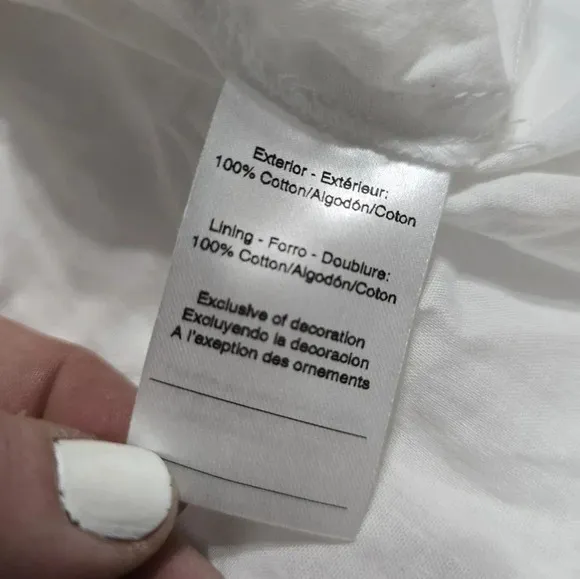 Exterior - Extérieur:
100% Cotton/Algodón/Coton
Lining - Forro - Doublure:
100% Cotton/Algodón/Coton
Exclusive of decoration
Excluyendo la decoracion
A l'exeption des ornements